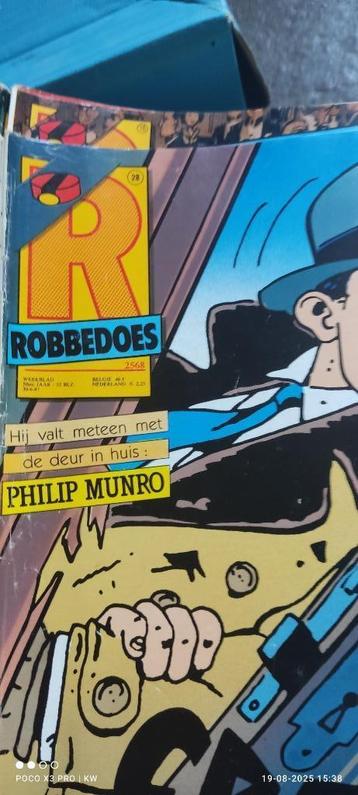 28
R
ROBBEDOES
2568
WEEKBLAD
BELGIE
NEDERLAND
Hij valt meteen met
de deur in huis :
PHILIP MUNRO
POCO X3 PRO | KW
19-08-2025 15:38